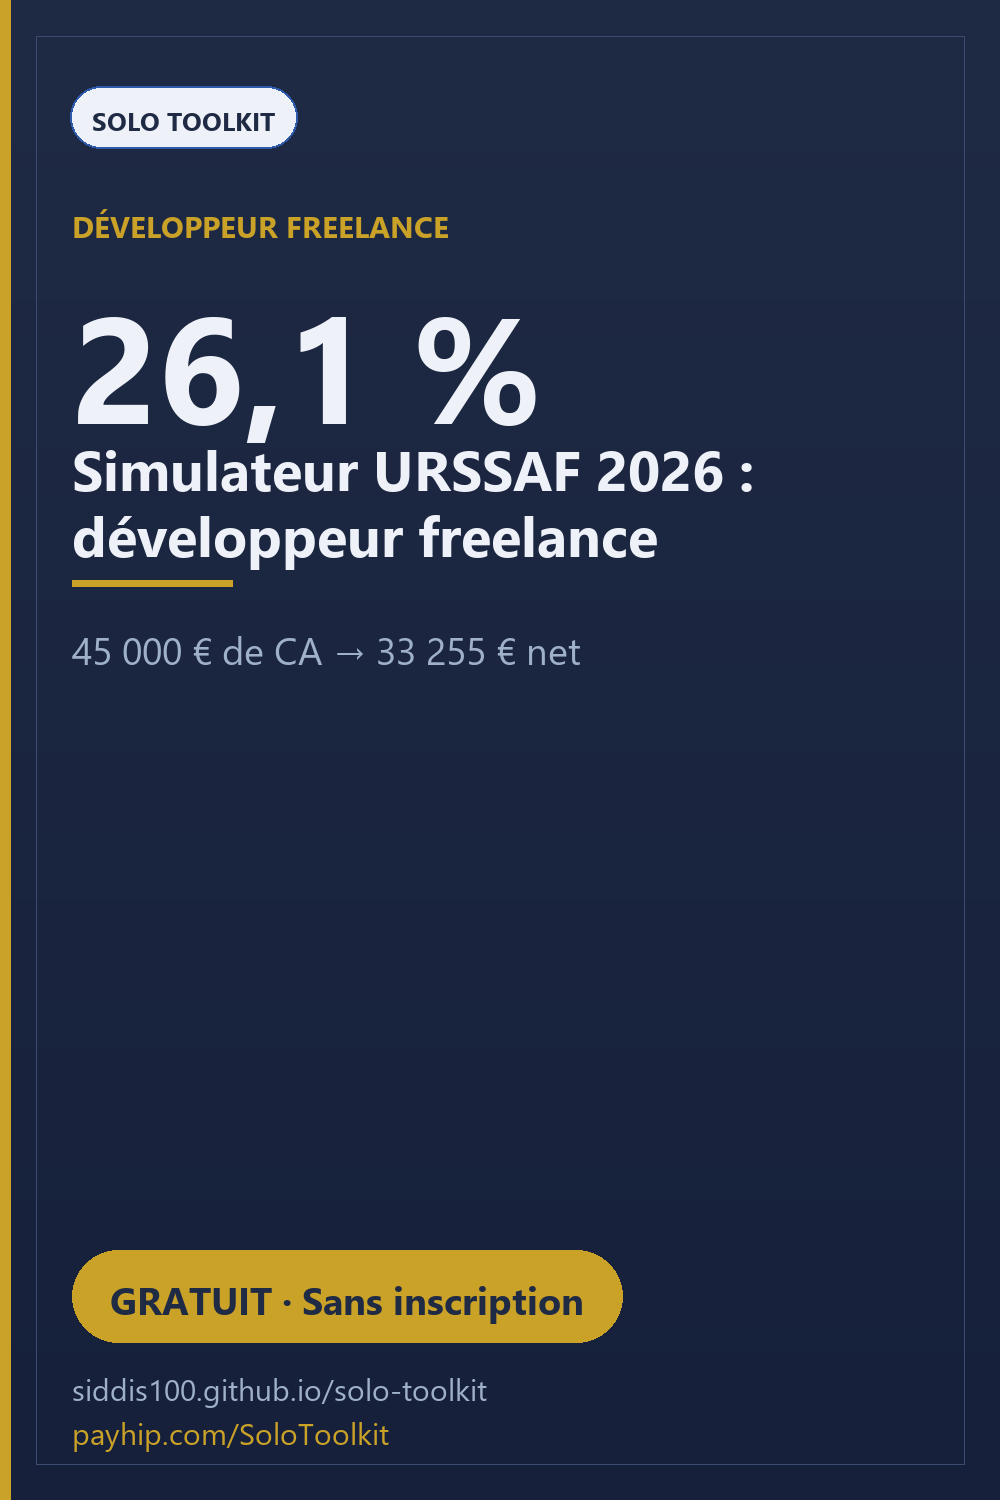 SOLO TOOLKIT
DÉVELOPPEUR FREELANCE
26,1 %
Simulateur URSSAF 2026 :
développeur freelance
45 000 € de CA → 33 255 € net
GRATUIT · Sans inscription
siddis100.github.io/solo-toolkit
payhip.com/SoloToolkit